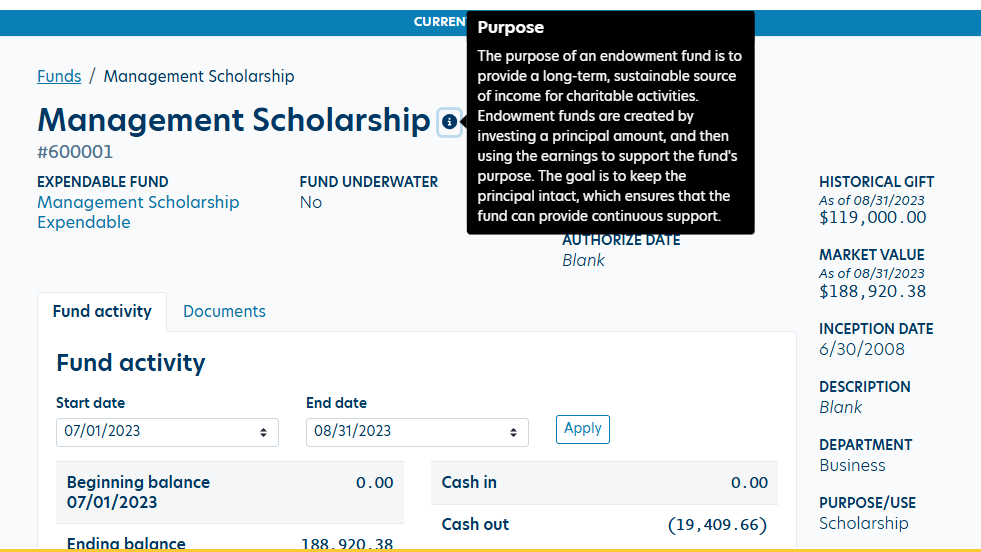 CURREN
Purpose
The purpose of an endowment fund is to
provide a long-term, sustainable source
of income for charitable activities.
Endowment funds are created by
investing a principal amount, and then
using the earnings to support the fund's
purpose. The goal is to keep the
principal intact, which ensures that the
fund can provide continuous support.
Funds / Management Scholarship
Management Scholarship
#600001
EXPENDABLE FUND
Management Scholarship
Expendable
FUND UNDERWATER
No
AUTHORIZE DATE
Blank
HISTORICAL GIFT
As of 08/31/2023
$119,000.00
MARKET VALUE
As of 08/31/2023
$188,920.38
INCEPTION DATE
6/30/2008
DESCRIPTION
Blank
DEPARTMENT
Business
PURPOSE/USE
Scholarship
Fund activity Documents
Fund activity
Start date End date
07/01/2023 08/31/2023 Apply
Beginning balance 0.00
07/01/2023
Ending balance 188,920.38
Cash in 0.00
Cash out (19,409.66)